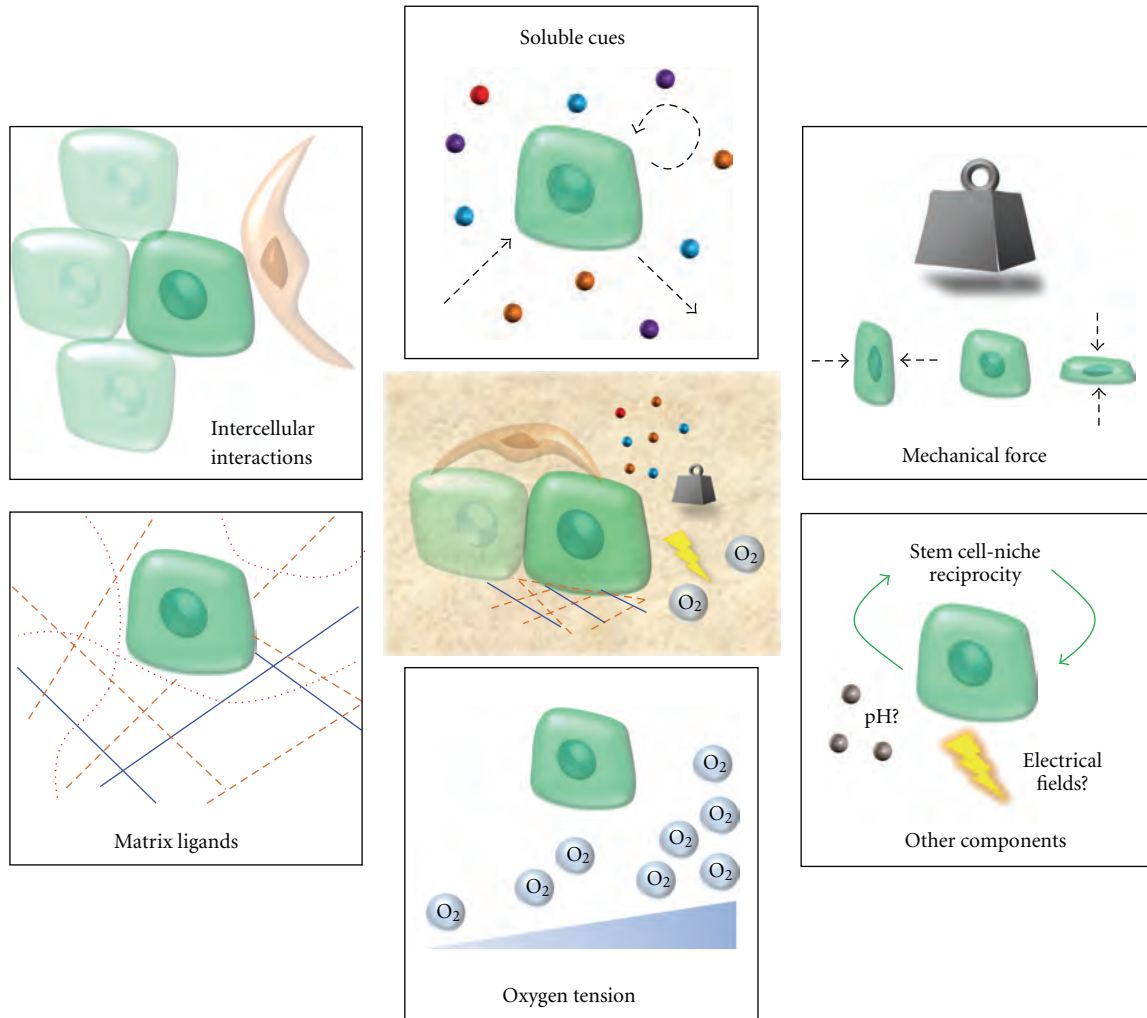 Soluble cues
Intercellular
interactions
Mechanical force
O₂
O₂
Matrix ligands
Stem cell-niche
reciprocity
pH?
Electrical
fields?
Other components
O₂
O₂
O₂
O₂
O₂
O₂
O₂
O₂
Oxygen tension